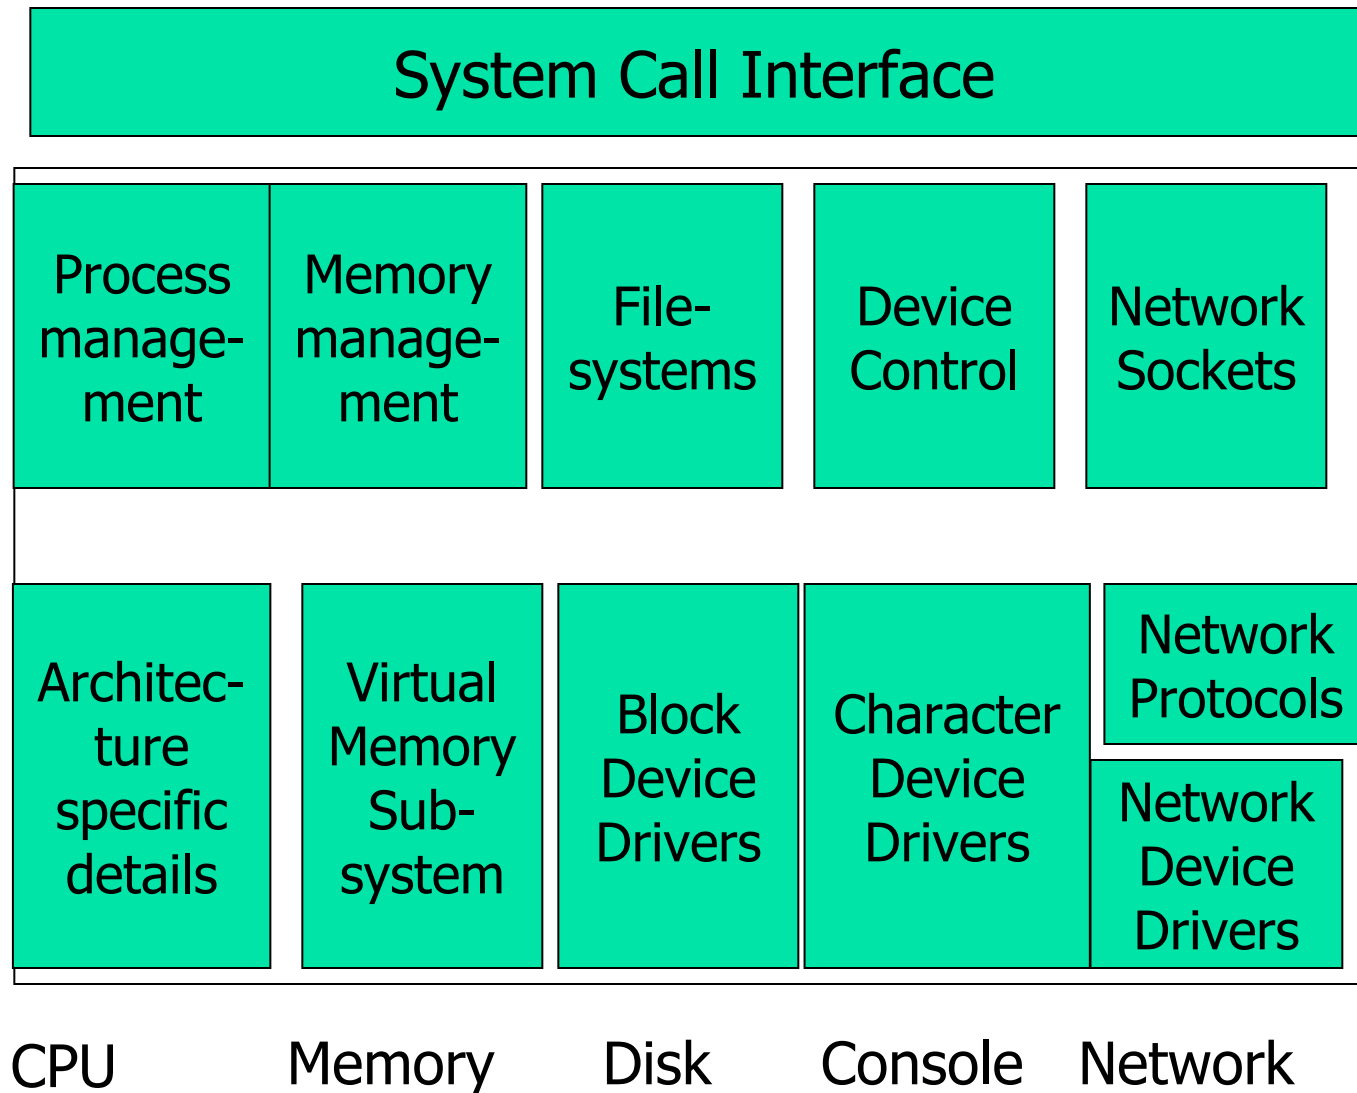 System Call Interface
Process
manage-
ment
Memory
manage-
ment
File-
systems
Device
Control
Network
Sockets
Architec-
ture
specific
details
Virtual
Memory
Sub-
system
Block
Device
Drivers
Character
Device
Drivers
Network
Protocols
Network
Device
Drivers
CPU
Memory
Disk
Console
Network